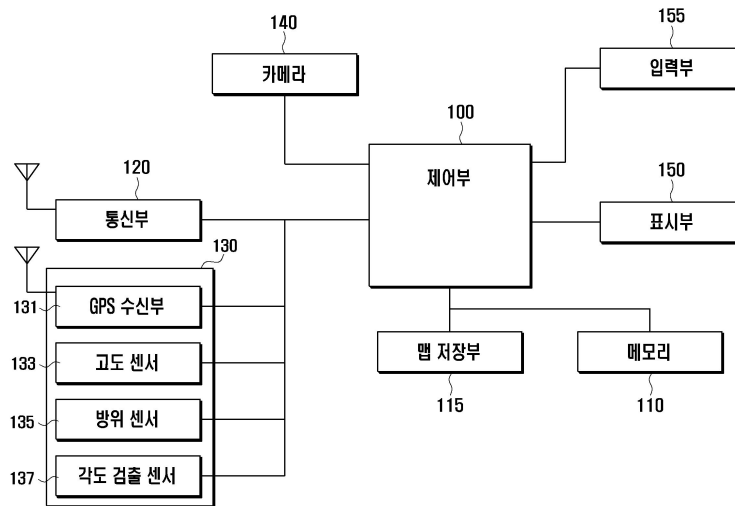 140
카메라
155
입력부
100
제어부
120
통신부
150
표시부
130
131
GPS 수신부
133
고도 센서
135
방위 센서
137
각도 검출 센서
맵 저장부
115
메모리
110